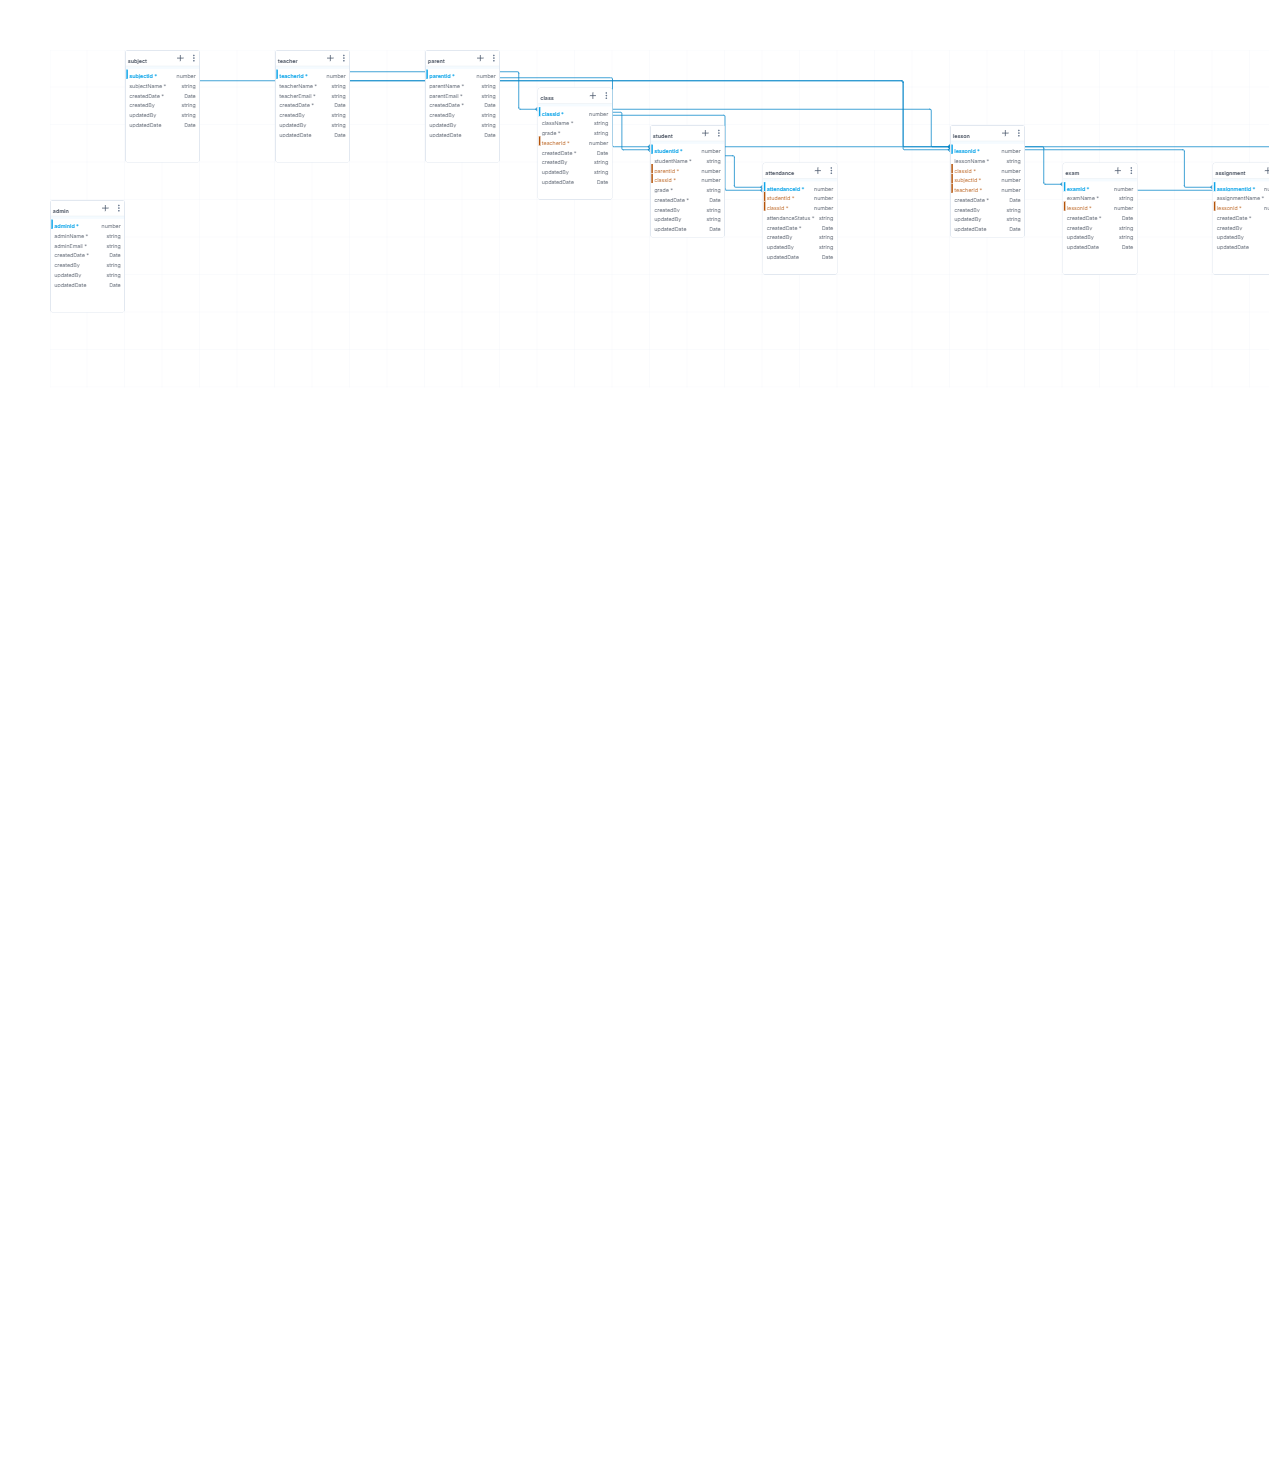 subject
subjectId * number
subjectName * string
createdDate * Date
createdBy string
updatedBy string
updatedDate Date
teacher
teacherId * number
teacherName * string
teacherEmail * string
createdDate * Date
createdBy string
updatedBy string
updatedDate Date
parent
parentId * number
parentName * string
parentEmail * string
createdDate * Date
createdBy string
updatedBy string
updatedDate Date
class
classId * number
className * string
grade * string
teacherId * number
createdDate * Date
createdBy string
updatedBy string
updatedDate Date
student
studentId * number
studentName * string
parentId * number
classId * number
grade * string
createdDate * Date
createdBy string
updatedBy string
updatedDate Date
attendance
attendanceId * number
studentId * number
classId * number
attendanceStatus * string
createdDate * Date
createdBy string
updatedBy string
updatedDate Date
lesson
lessonId * number
lessonName * string
classId * number
subjectId * number
teacherId * number
createdDate * Date
createdBy string
updatedBy string
updatedDate Date
exam
examId * number
examName * string
lessonId * number
createdDate * Date
createdBy string
updatedBy string
updatedDate Date
assignment
assignmentId *
assignmentName *
lessonId *
createdDate *
createdBy
updatedBy
updatedDate
admin
adminId * number
adminName * string
adminEmail * string
createdDate * Date
createdBy string
updatedBy string
updatedDate Date